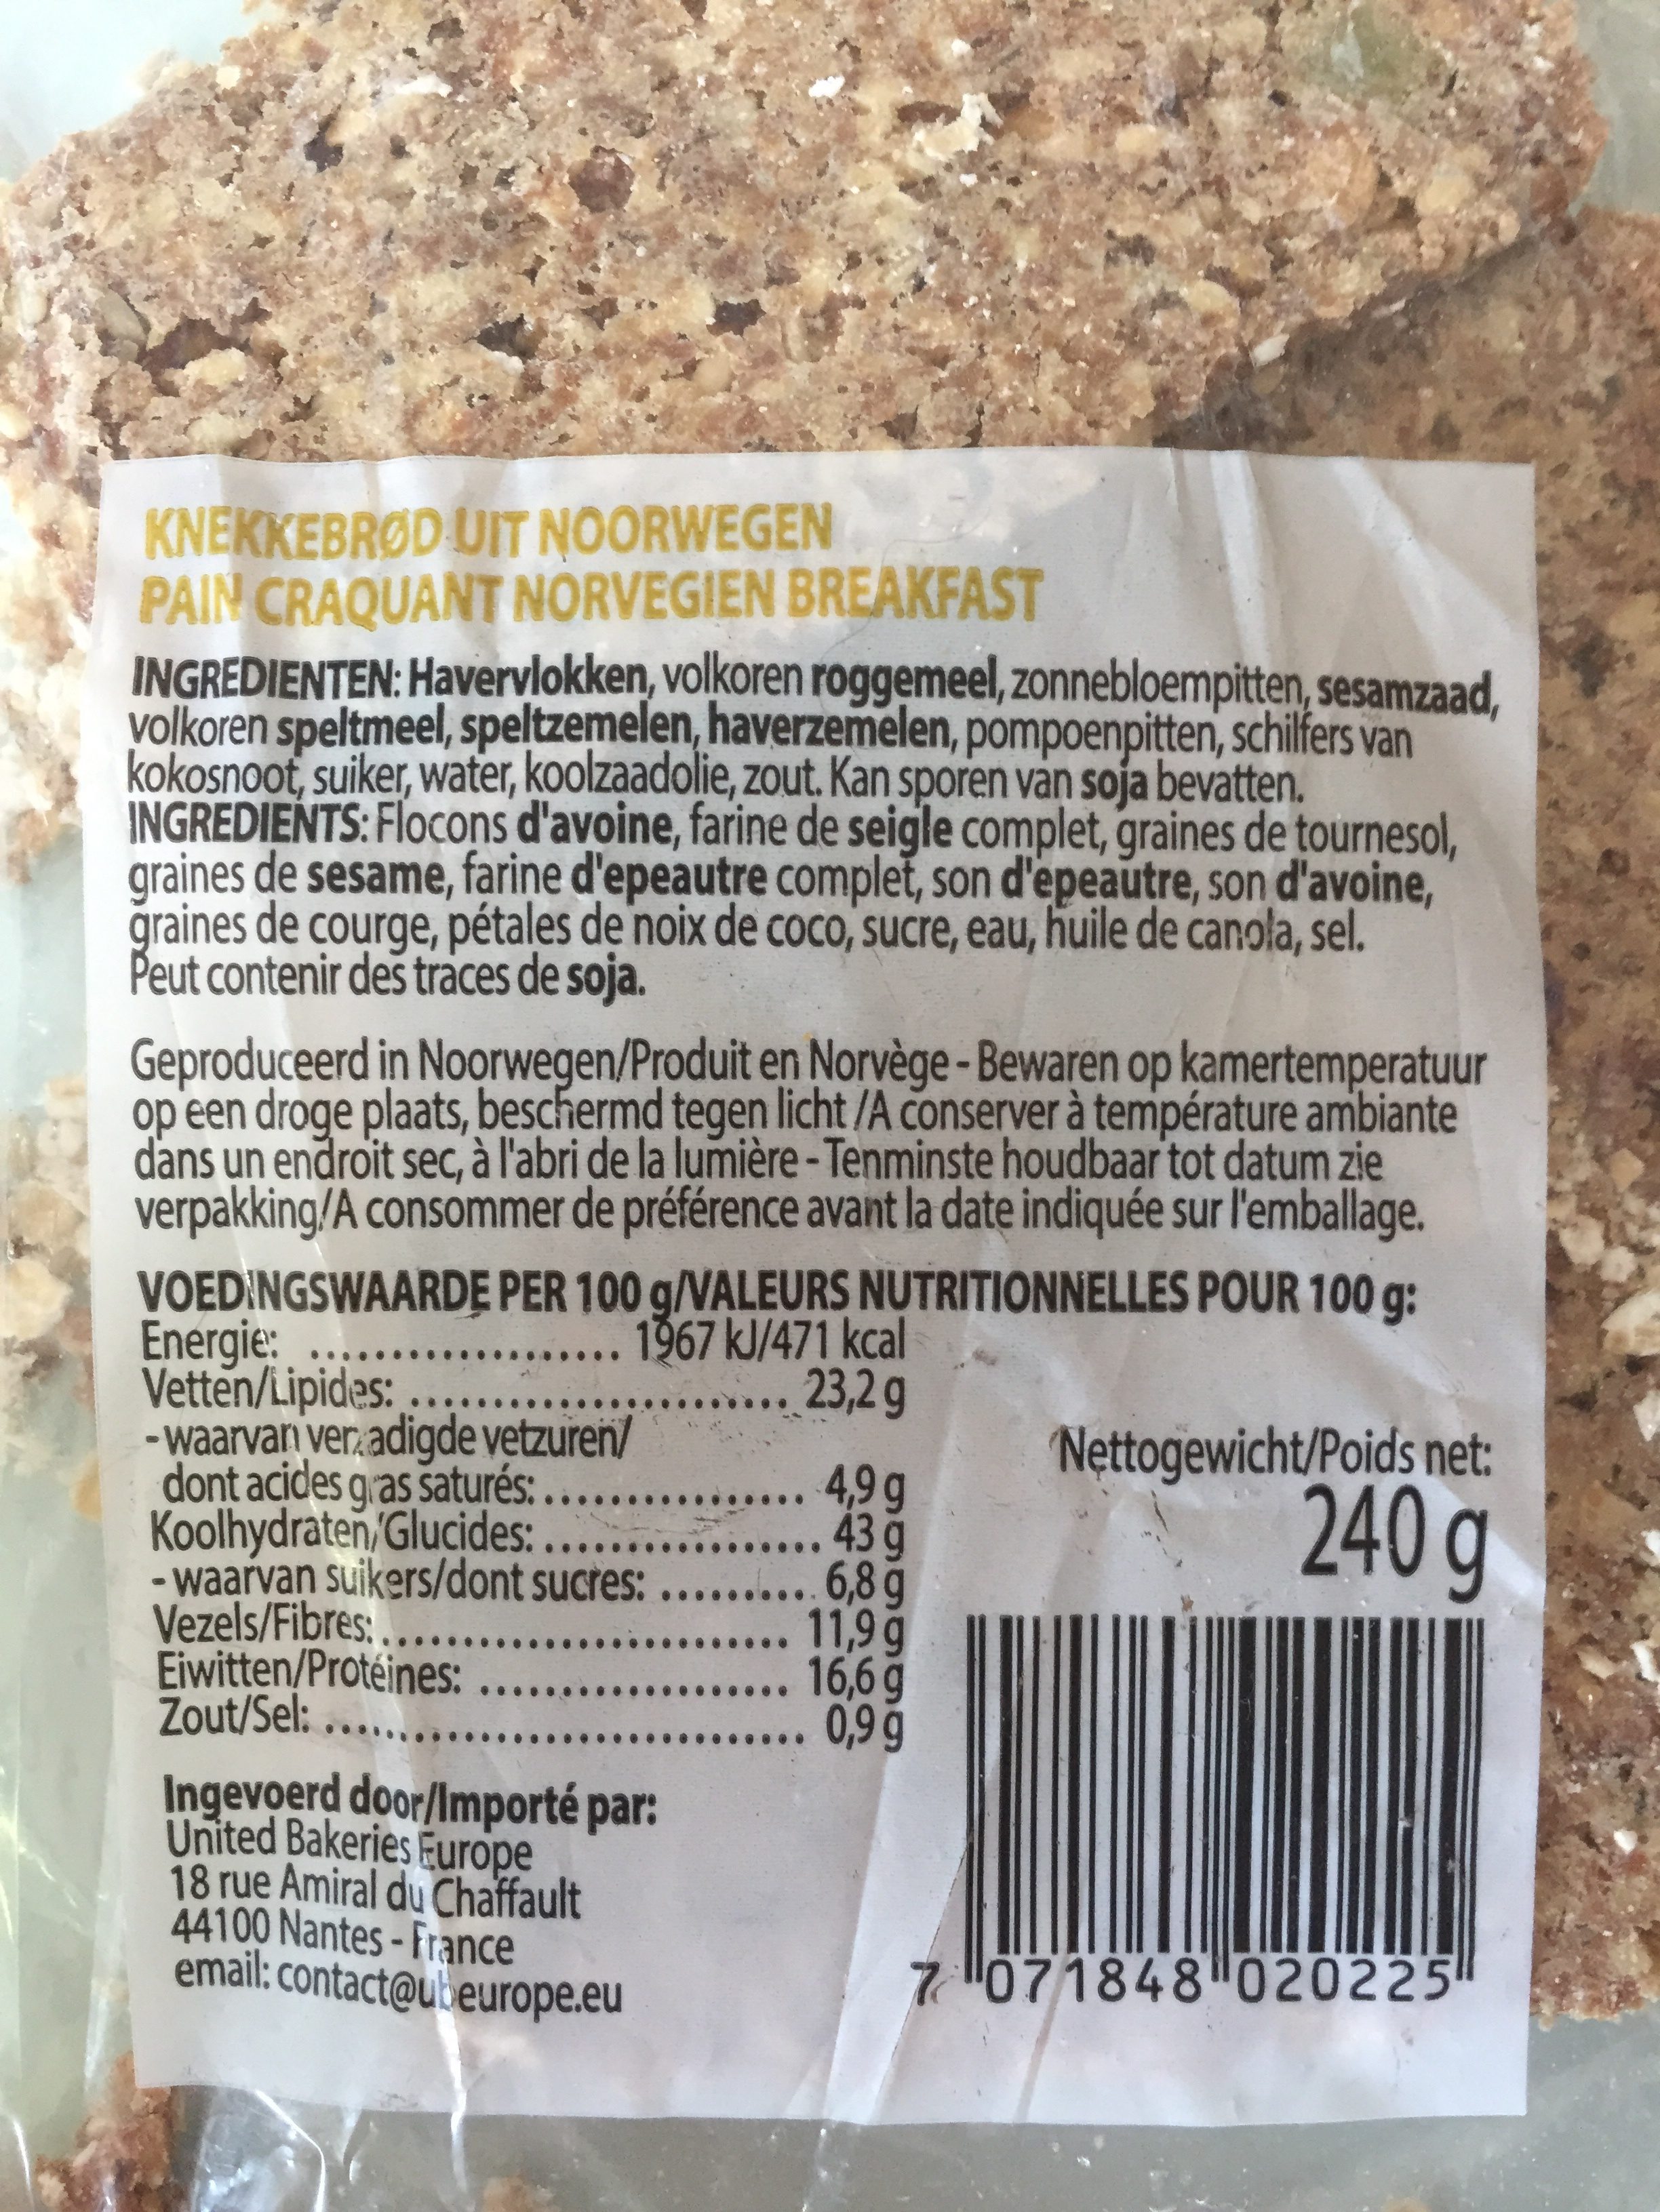 KNEKKEBRØD UIT NOORWEGEN
PAIN CRAQUANT NORVEGIEN BREAKFAST
INGREDIENTEN: Havervlokken, volkoren roggemeel, zonnebloempitten, sesamzaad,
volkoren speltmeel, speltzemelen, haverzemelen, pompoenpitten, schilfers van
kokosnoot, suiker, water, koolzaadolie, zout. Kan sporen van soja bevatten.
INGREDIENTS: Flocons d'avoine, farine de seigle complet, graines de tournesol,
graines de sesame, farine d'epeautre complet, son d'epeautre, son d'avoine,
graines de courge, pétales de noix de coco, sucre, eau, huile de canola, sel.
Peut contenir des traces de soja.
Geproduceerd in Noorwegen/Produit en Norvège - Bewaren op kamertemperatuur
op een droge plaats, beschermd tegen licht /A conserver à température ambiante
dans un endroit sec, à l'abri de la lumière - Tenminste houdbaar tot datum zie
verpakking/A consommer de préférence avant la date indiquée sur l'emballage.
VOEDINGSWAARDE PER 100 g/VALEURS NUTRITIONNELLES POUR 100 g:
Energie: .................... 1967 kJ/471 kcal
Vetten/Lipides: ........................ 23,2 g
- waarvan verzadigde vetzuren/
dont acides gras saturés: ................. 4,9 g
Koolhydraten/Glucides: .................. 43 g
- waarvan suikers/dont sucres: .......... 6,8 g
Vezels/Fibres: .......................... 11,9 g
Eiwitten/Protéines: .................... 16,6 g
Zout/Sel: ............................... 0,9 g
Nettogewicht/Poids net:
240 g
Ingevoerd door/Importé par:
United Bakeries Europe
18 rue Amiral du Chaffault
44100 Nantes - France
email: contact@ubeurope.eu
7 071848 020225